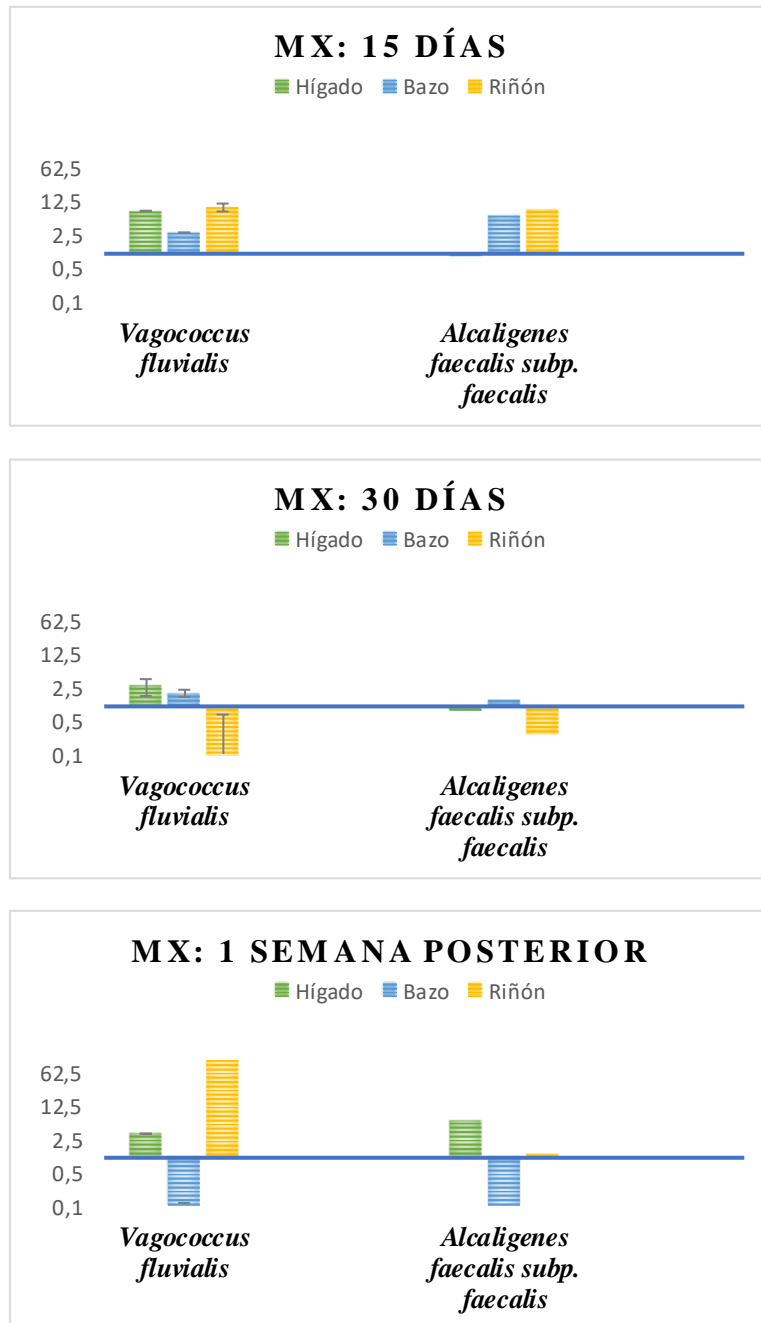 MX: 15 DÍAS
Hígado Bazo Riñón
62,5
12,5
2,5
0,5
0,1
Vagococcus
fluvialis
Alcaligenes
faecalis subp.
faecalis
MX: 30 DÍAS
Hígado Bazo Riñón
62,5
12,5
2,5
0,5
0,1
Vagococcus
fluvialis
Alcaligenes
faecalis subp.
faecalis
MX: 1 SEMANA POSTERIOR
Hígado Bazo Riñón
62,5
12,5
2,5
0,5
0,1
Vagococcus
fluvialis
Alcaligenes
faecalis subp.
faecalis